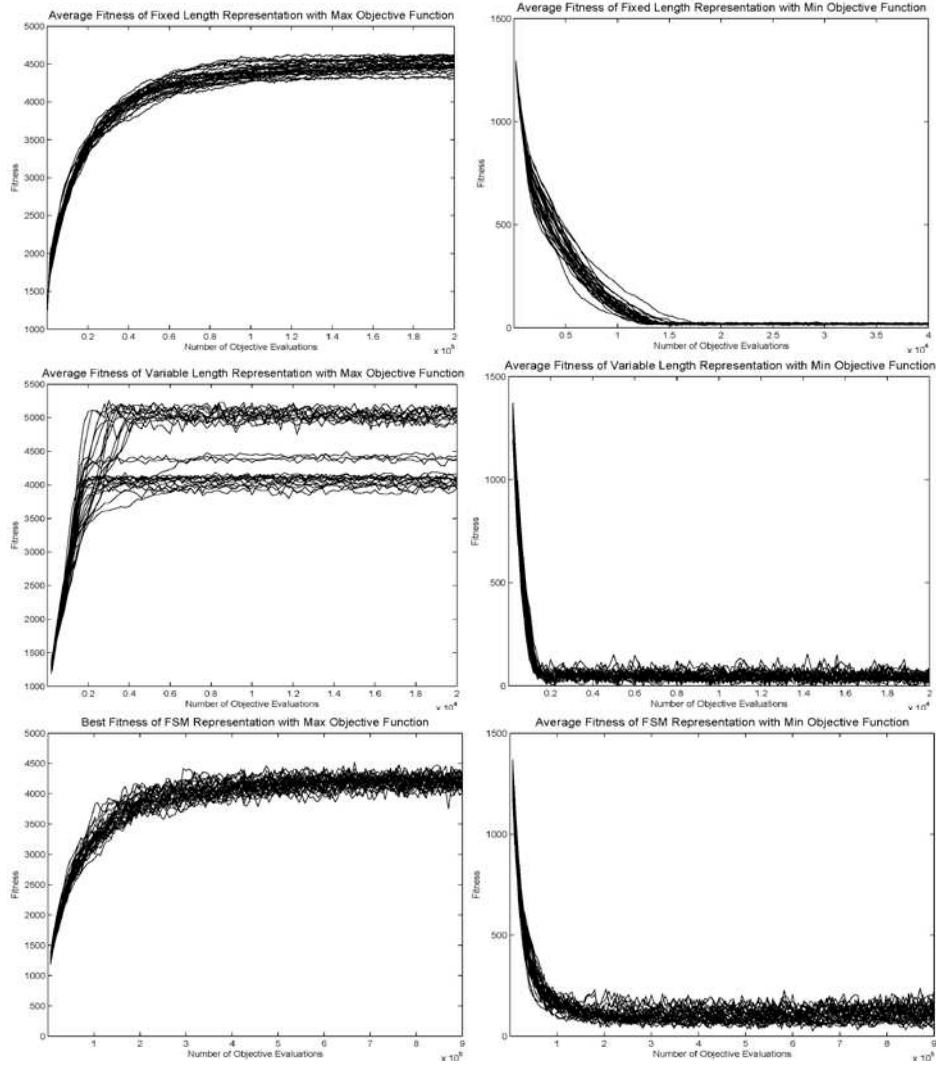 Average Fitness of Fixed Length Representation with Max Objective Function
5000
4500
4000
3500
3000
2500
2000
1500
1000
Fitness
0.2 0.4 0.6 0.8 1 1.2 1.4 1.6 1.8 2
Number of Objective Evaluations
Average Fitness of Fixed Length Representation with Min Objective Function
1500
1000
500
0
Fitness
0.5 1 1.5 2 2.5 3 3.5 4
Number of Objective Evaluations
Average Fitness of Variable Length Representation with Max Objective Function
5500
5000
4500
4000
3500
3000
2500
2000
1500
1000
Fitness
0.2 0.4 0.6 0.8 1 1.2 1.4 1.6 1.8 2
Number of Objective Evaluations
Average Fitness of Variable Length Representation with Min Objective Function
1500
1000
500
0
Fitness
0.2 0.4 0.6 0.8 1 1.2 1.4 1.6 1.8 2
Number of Objective Evaluations
Best Fitness of FSM Representation with Max Objective Function
5000
4500
4000
3500
3000
2500
2000
1500
1000
500
0
Fitness
1 2 3 4 5 6 7 8 9
Number of Objective Evaluations
Average Fitness of FSM Representation with Min Objective Function
1500
1000
500
0
Fitness
1 2 3 4 5 6 7 8 9
Number of Objective Evaluations